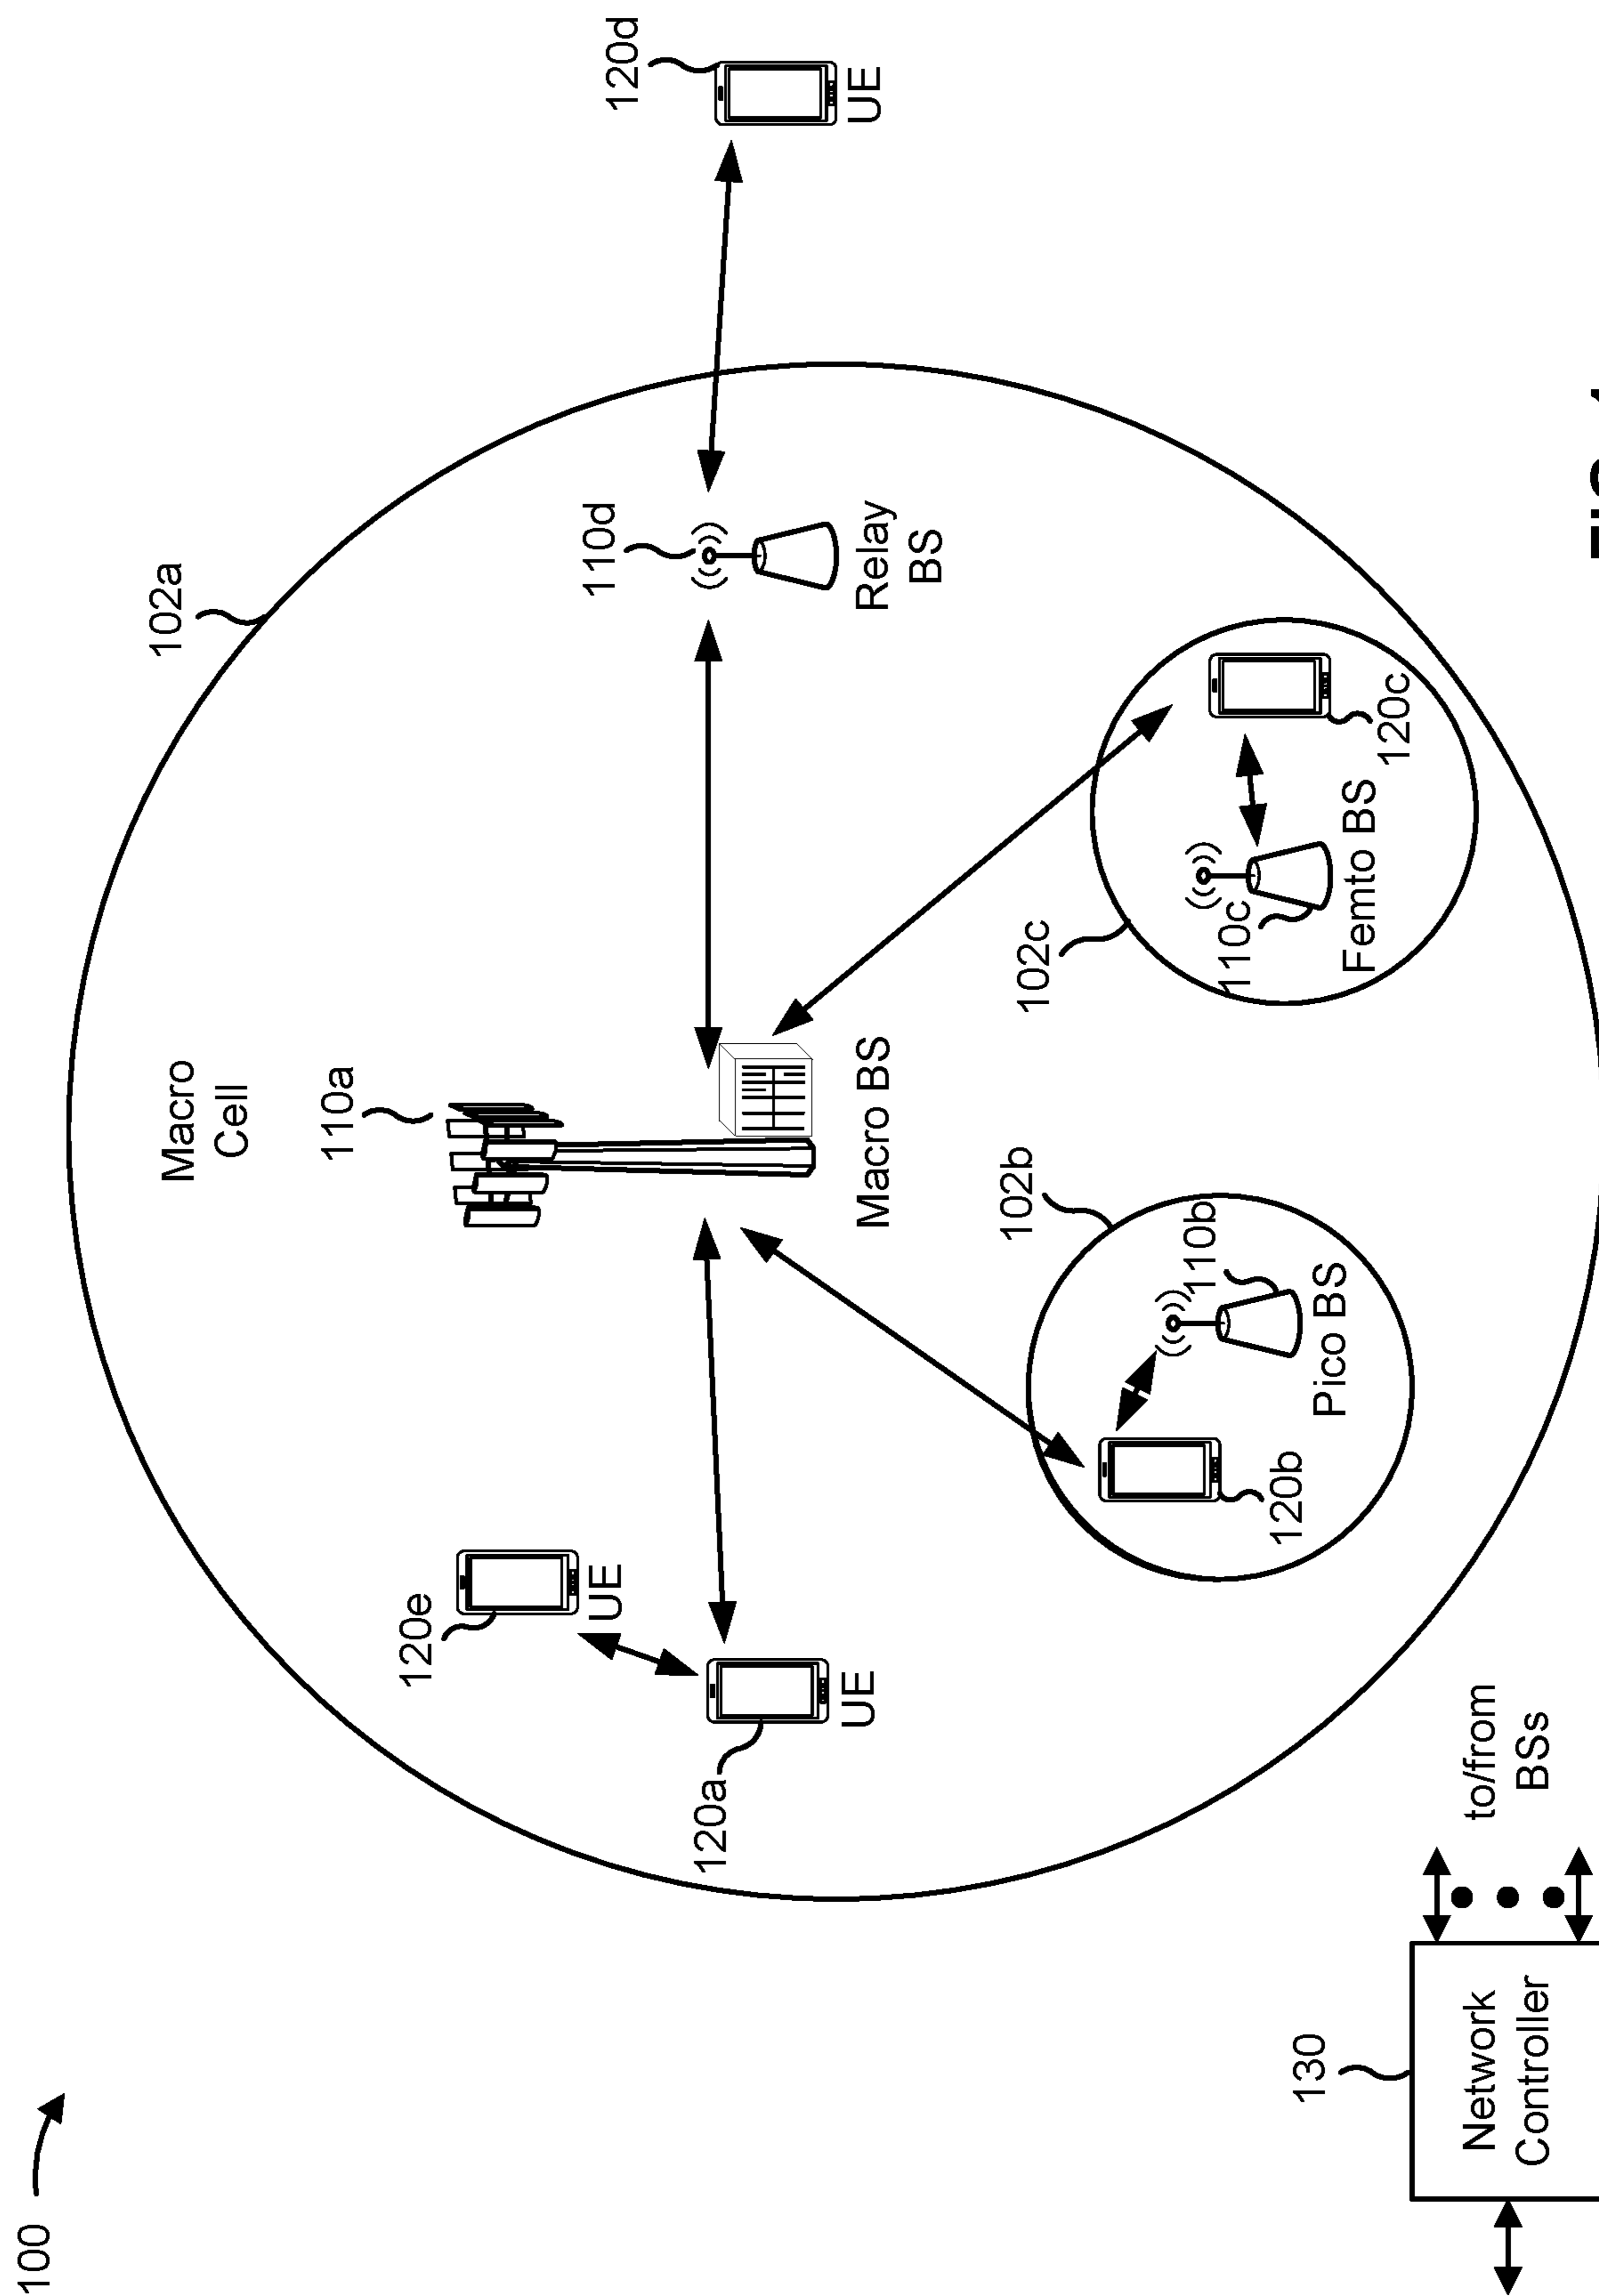 100
102a
Macro
Cell
110a
120e
UE
110d
120d
120a
UE
UE
Macro BS
Relay
BS
102b
102c
110b
110c
120b
Pico BS
Femto BS
120c
130
to/from
BSs
Network
Controller